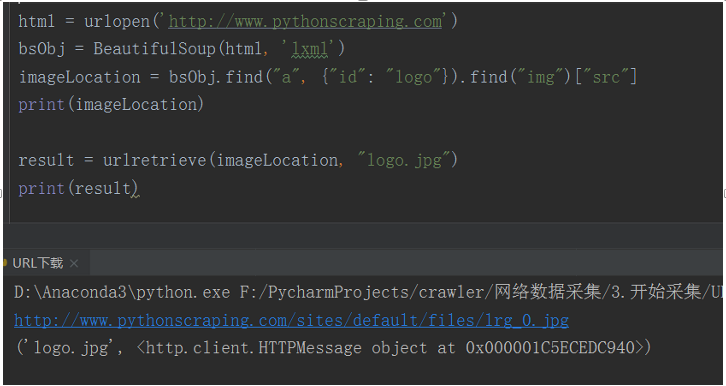 html = urlopen('http://www.pythonscraping.com')
bsObj = BeautifulSoup(html, 'lxml')
imageLocation = bsObj.find("a", {"id": "logo"}).find("img")["src"]
print(imageLocation)
result = urlretrieve(imageLocation, "logo.jpg")
print(result)
URL下载 ×
D:\Anaconda3\python.exe F:/PycharmProjects/crawler/网络数据采集/3.开始采集/U
http://www.pythonscraping.com/sites/default/files/lrg_0.jpg
('logo.jpg', <http.client.HTTPMessage object at 0x000001C5ECEDC940>)